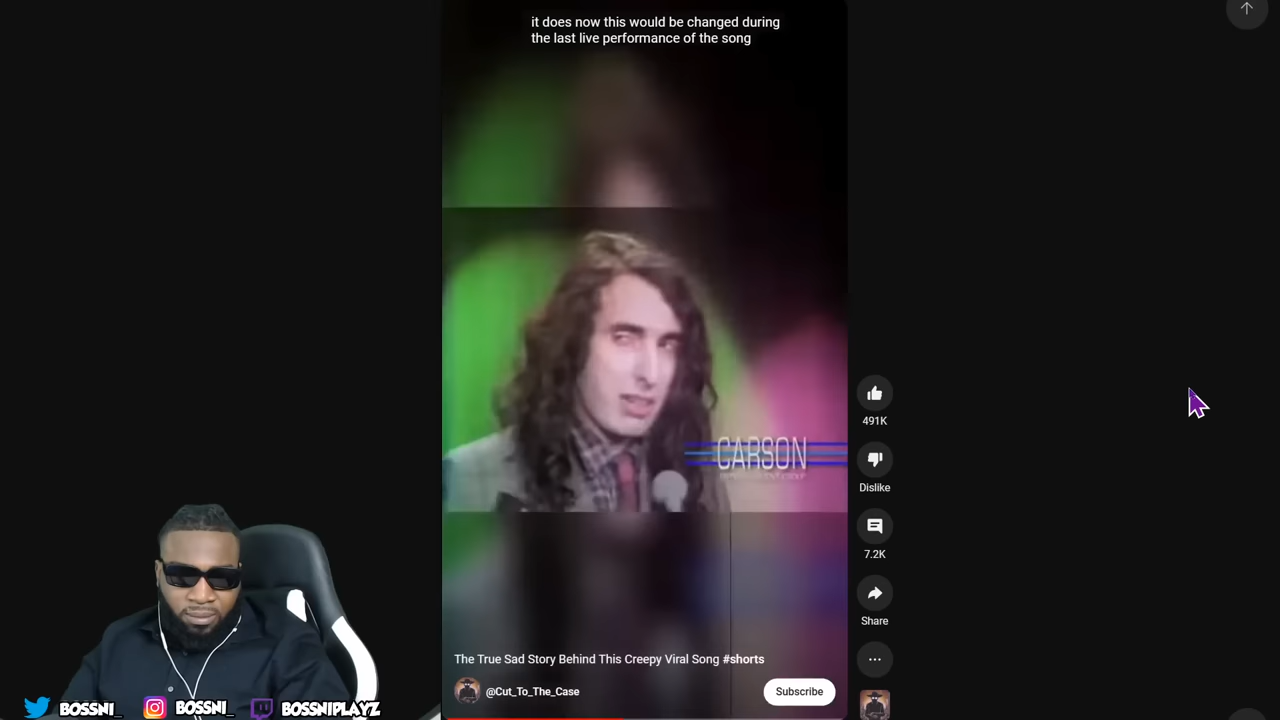 it does now this would be changed during
the last live performance of the song
CARSON
491K
Dislike
7.2K
Share
The True Sad Story Behind This Creepy Viral Song #shorts
@Cut_To_The_Case
Subscribe
BOSSNI_
BOSSNI_
BOSSNIPLAYZ